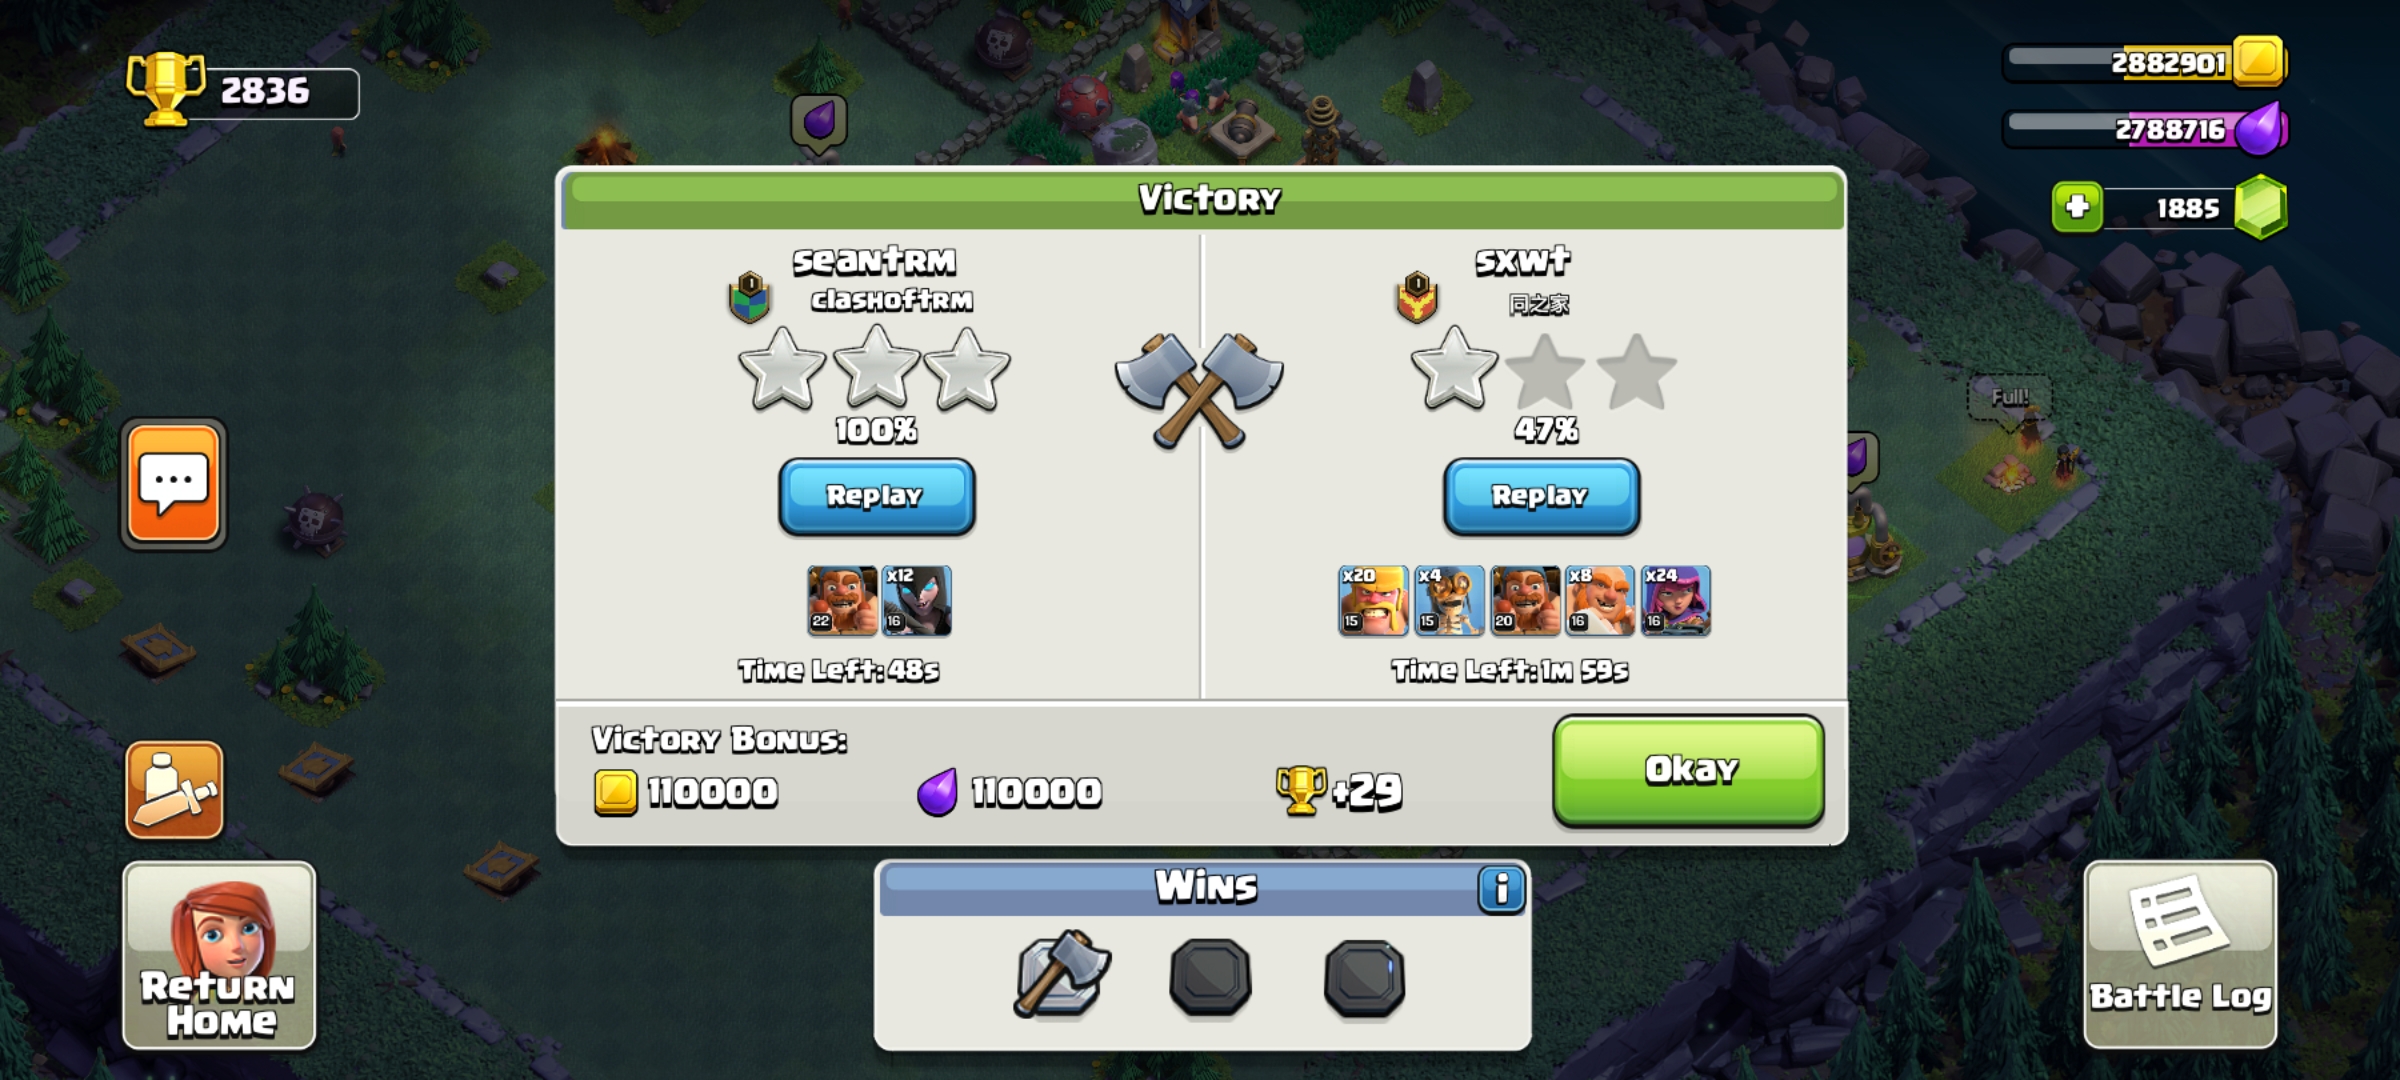 2836
2882901
2788716
1885
Victory
seantrm
clashoftrm
100%
Replay
22
x12
16
Time Left: 48s
sxwt
同之家
47%
Replay
x20
15
x4
15
20
x8
16
x24
16
Time Left: 1m 59s
Full!
Victory Bonus:
110000
110000
+29
Okay
Wins
i
Return
Home
Battle Log
1
1